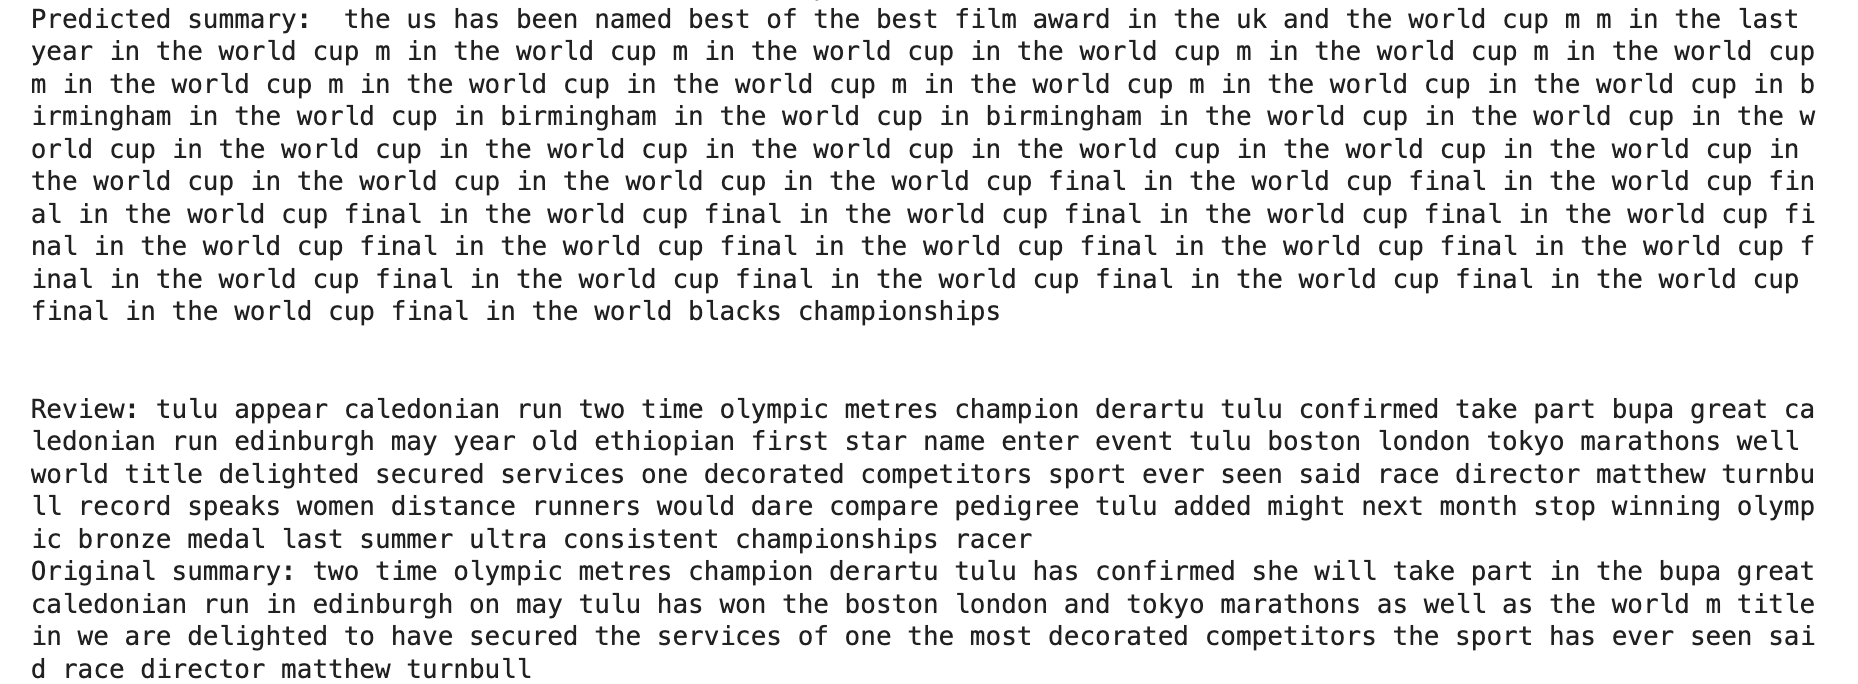 Predicted summary:  the us has been named best of the best film award in the uk and the world cup m m in the last
year in the world cup m in the world cup m in the world cup in the world cup m in the world cup m in the world cup
m in the world cup m in the world cup in the world cup m in the world cup m in the world cup in the world cup in b
irmingham in the world cup in birmingham in the world cup in birmingham in the world cup in the world cup in the w
orld cup in the world cup in the world cup in the world cup in the world cup in the world cup in the world cup in
the world cup in the world cup in the world cup in the world cup final in the world cup final in the world cup fin
al in the world cup final in the world cup final in the world cup final in the world cup final in the world cup fi
nal in the world cup final in the world cup final in the world cup final in the world cup final in the world cup f
inal in the world cup final in the world cup final in the world cup final in the world cup final in the world cup
final in the world cup final in the world blacks championships
Review: tulu appear caledonian run two time olympic metres champion derartu tulu confirmed take part bupa great ca
ledonian run edinburgh may year old ethiopian first star name enter event tulu boston london tokyo marathons well
world title delighted secured services one decorated competitors sport ever seen said race director matthew turnbu
ll record speaks women distance runners would dare compare pedigree tulu added might next month stop winning olymp
ic bronze medal last summer ultra consistent championships racer
Original summary: two time olympic metres champion derartu tulu has confirmed she will take part in the bupa great
caledonian run in edinburgh on may tulu has won the boston london and tokyo marathons as well as the world m title
in we are delighted to have secured the services of one the most decorated competitors the sport has ever seen sai
d race director matthew turnbull